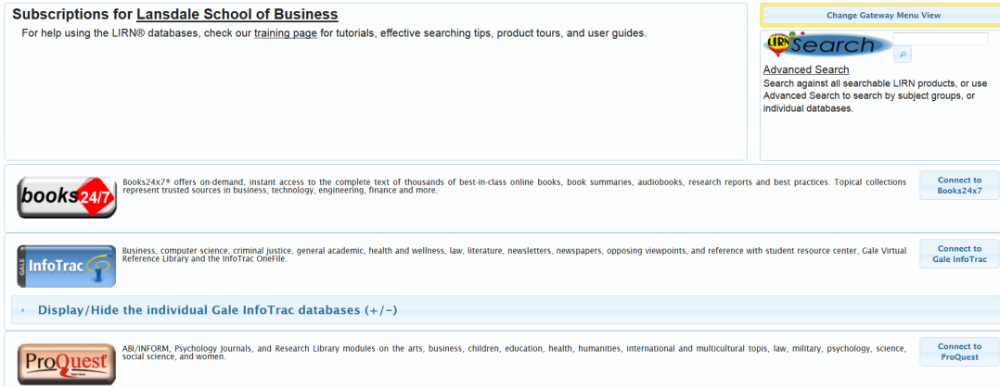 Subscriptions for Lansdale School of Business
For help using the LIRN® databases, check our training page for tutorials, effective searching tips, product tours, and user guides.
Change Gateway Menu View
LIRN Search
Advanced Search
Search against all searchable LIRN products, or use
Advanced Search to search by subject groups, or
individual databases.
books24/7
Books24x7® offers on-demand, instant access to the complete text of thousands of best-in-class online books, book summaries, audiobooks, research reports and best practices. Topical collections
represent trusted sources in business, technology, engineering, finance and more.
Connect to
Books24x7
GALE
InfoTrac
Business, computer science, criminal justice, general academic, health and wellness, law, literature, newsletters, newspapers, opposing viewpoints, and reference with student resource center, Gale Virtual
Reference Library and the InfoTrac OneFile.
Connect to
Gale InfoTrac
Display/Hide the individual Gale InfoTrac databases (+/-)
ProQuest
ABI/INFORM, Psychology Journals, and Research Library modules on the arts, business, children, education, health, humanities, international and multicultural topis, law, military, psychology, science,
social science, and women.
Connect to
ProQuest